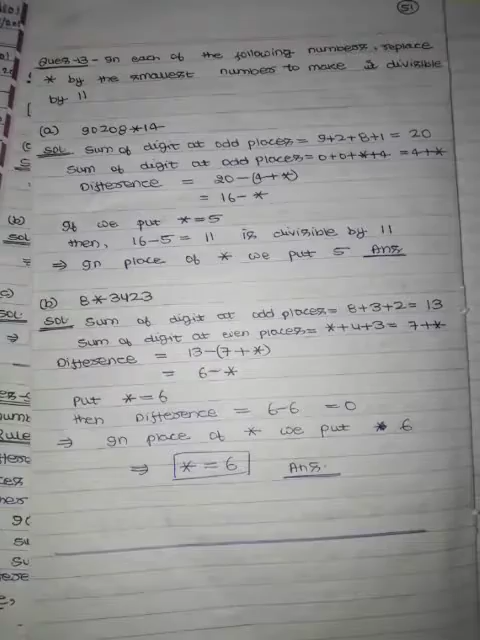 51
Ques-13 - In each of the following numbers, replace
* by the smallest numbers to make it divisible
by 11
(a) 90208*14
Sol Sum of digit at odd places = 9+2+8+1 = 20
Sum of digit at odd places = 0+0+*+4 = 4+*
Difference = 20-(4+*)
= 16-*
If we put *=5
then, 16-5 = 11 is divisible by 11
⇒ In place of * we put 5 Ans
(b) 8*3423
Sol Sum of digit at odd places = 8+3+2 = 13
Sum of digit at even places = *+4+3 = 7+*
Difference = 13-(7+*)
= 6-*
Put *=6
then Difference = 6-6 = 0
⇒ In place of * we put 6
⇒ *=6 Ans.
(b)
Sol
(c)
Sol
⇒
Rule